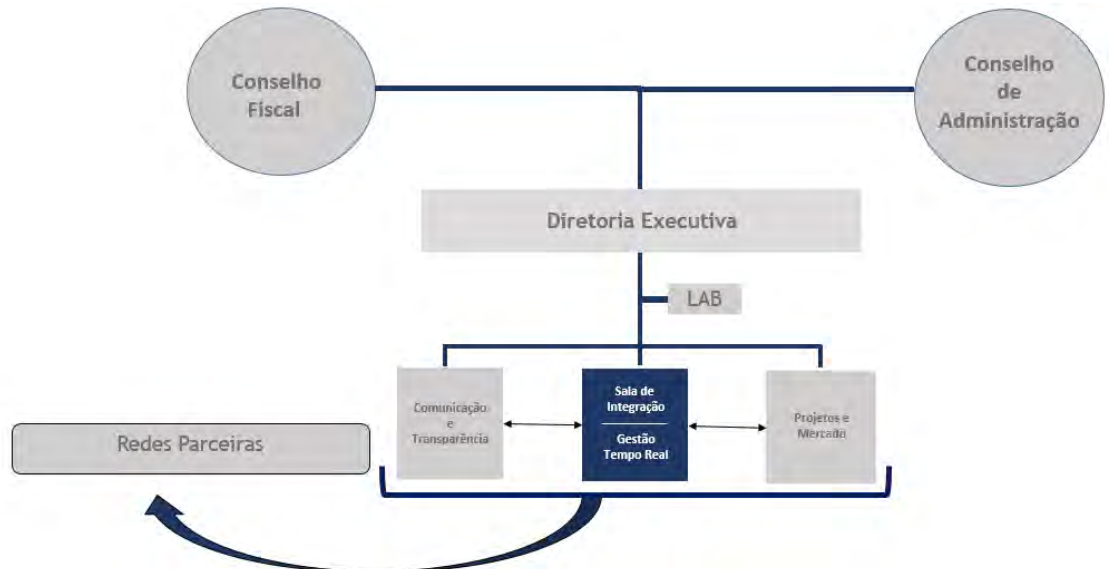 Conselho
Fiscal
Conselho
de
Administração
Diretoria Executiva
LAB
Comunicação
e
Transparência
Sala de
Integração
Gestão
Tempo Real
Projetos e
Mercado
Redes Parceiras